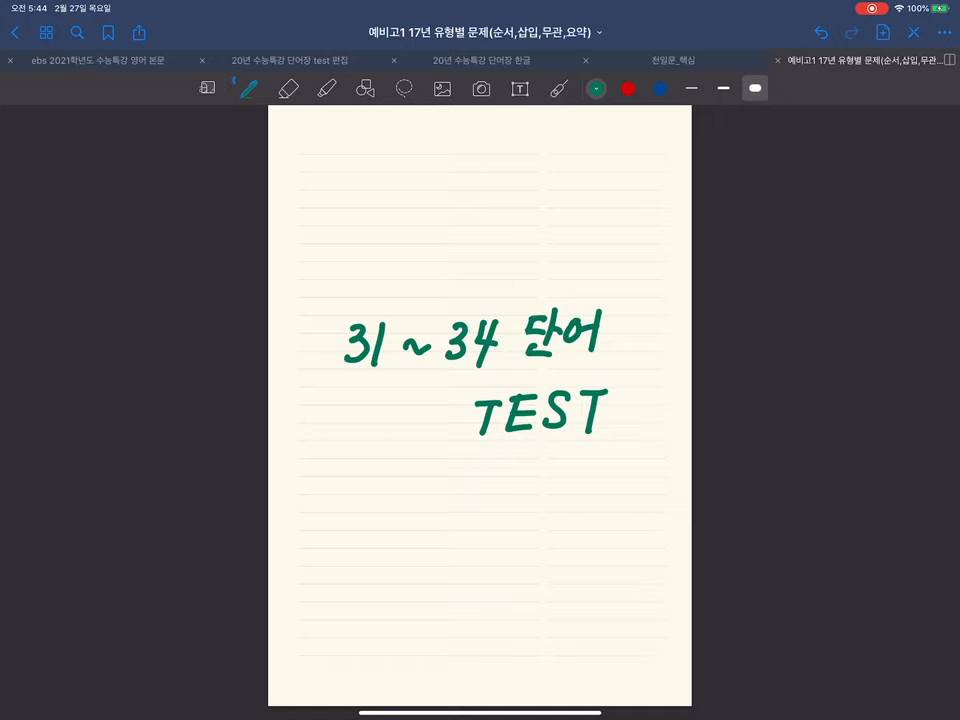 오전 5:44 2월 27일 목요일
100%
예비고1 17년 유형별 문제(순서,삽입,무관,요약)
ebs 2021학년도 수능특강 영어 본문
20년 수능특강 단어장 test 편집
20년 수능특강 단어장 한글
천일문_핵심
예비고1 17년 유형별 문제(순서,삽입,무관,요약)...
T
31 ~ 34 단어
TEST